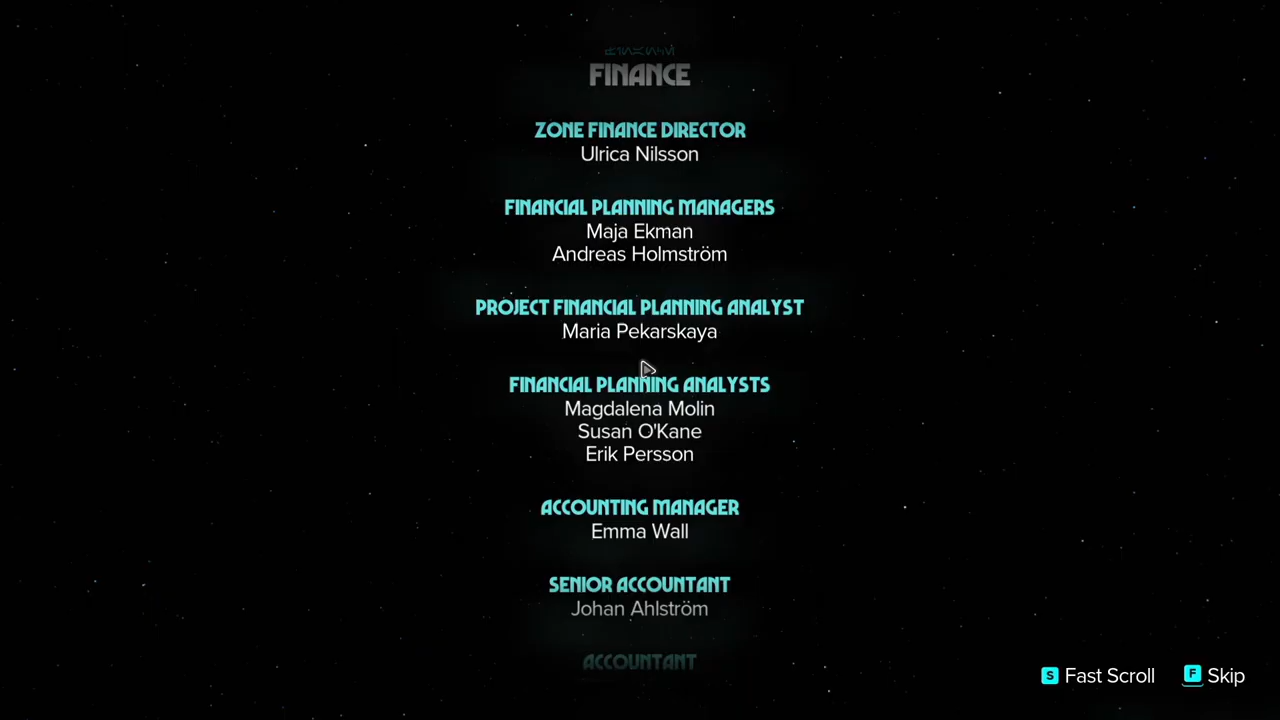 FINANCE
ZONE FINANCE DIRECTOR
Ulrica Nilsson
FINANCIAL PLANNING MANAGERS
Maja Ekman
Andreas Holmström
PROJECT FINANCIAL PLANNING ANALYST
Maria Pekarskaya
FINANCIAL PLANNING ANALYSTS
Magdalena Molin
Susan O'Kane
Erik Persson
ACCOUNTING MANAGER
Emma Wall
SENIOR ACCOUNTANT
Johan Ahlström
ACCOUNTANT
S Fast Scroll F Skip